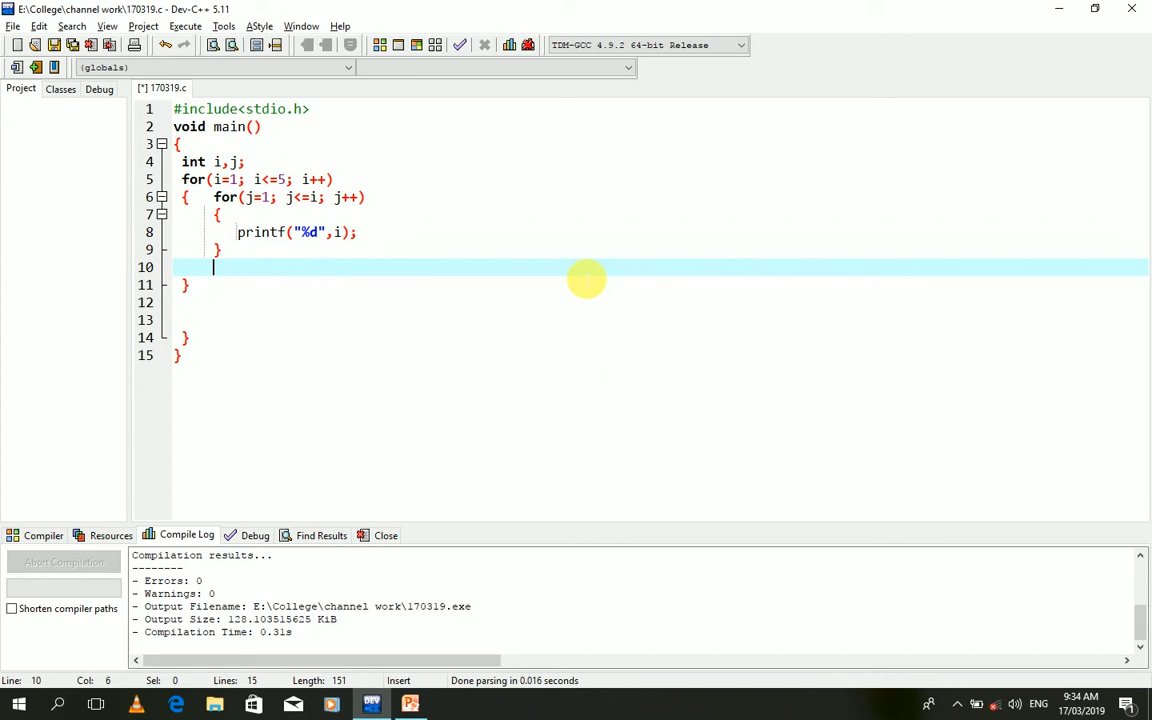 E:\College\channel work\170319.c - Dev-C++ 5.11
File Edit Search View Project Execute Tools AStyle Window Help
TDM-GCC 4.9.2 64-bit Release
(globals)
Project Classes Debug [*] 170319.c
1 #include<stdio.h>
2 void main()
3 {
4 int i,j;
5 for(i=1; i<=5; i++)
6 { for(j=1; j<=i; j++)
7 {
8 printf("%d",i);
9 }
10
11 }
12
13
14 }
15 }
Compiler Resources Compile Log Debug Find Results Close
Abort Compilation
Shorten compiler paths
Compilation results...
--------
- Errors: 0
- Warnings: 0
- Output Filename: E:\College\channel work\170319.exe
- Output Size: 128.103515625 KiB
- Compilation Time: 0.31s
Line: 10 Col: 6 Sel: 0 Lines: 15 Length: 151 Insert Done parsing in 0.016 seconds
DEV
ENG
9:34 AM
17/03/2019
1